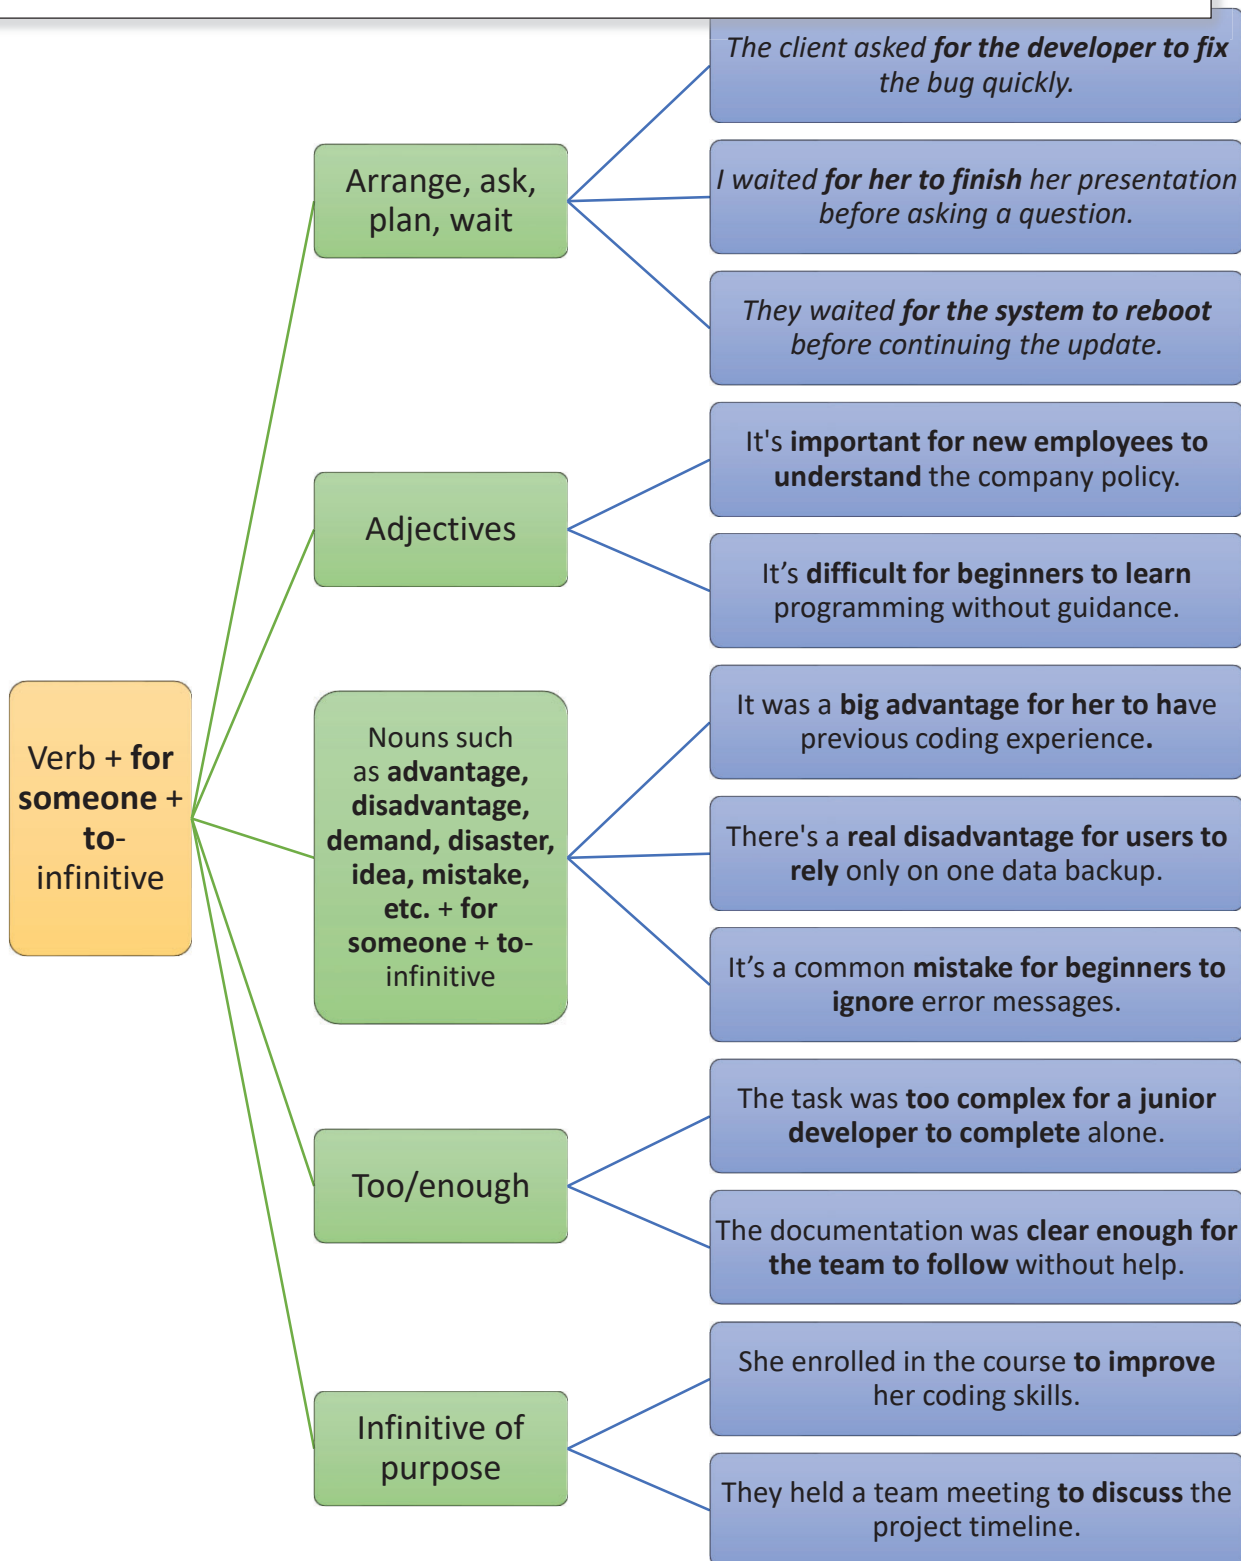 Verb + for
someone +
to-
infinitive
Arrange, ask,
plan, wait
The client asked for the developer to fix
the bug quickly.
I waited for her to finish her presentation
before asking a question.
They waited for the system to reboot
before continuing the update.
Adjectives
It's important for new employees to
understand the company policy.
It’s difficult for beginners to learn
programming without guidance.
Nouns such
as advantage,
disadvantage,
demand, disaster,
idea, mistake,
etc. + for
someone + to-
infinitive
It was a big advantage for her to have
previous coding experience.
There's a real disadvantage for users to
rely only on one data backup.
It’s a common mistake for beginners to
ignore error messages.
Too/enough
The task was too complex for a junior
developer to complete alone.
The documentation was clear enough for
the team to follow without help.
Infinitive of
purpose
She enrolled in the course to improve
her coding skills.
They held a team meeting to discuss the
project timeline.